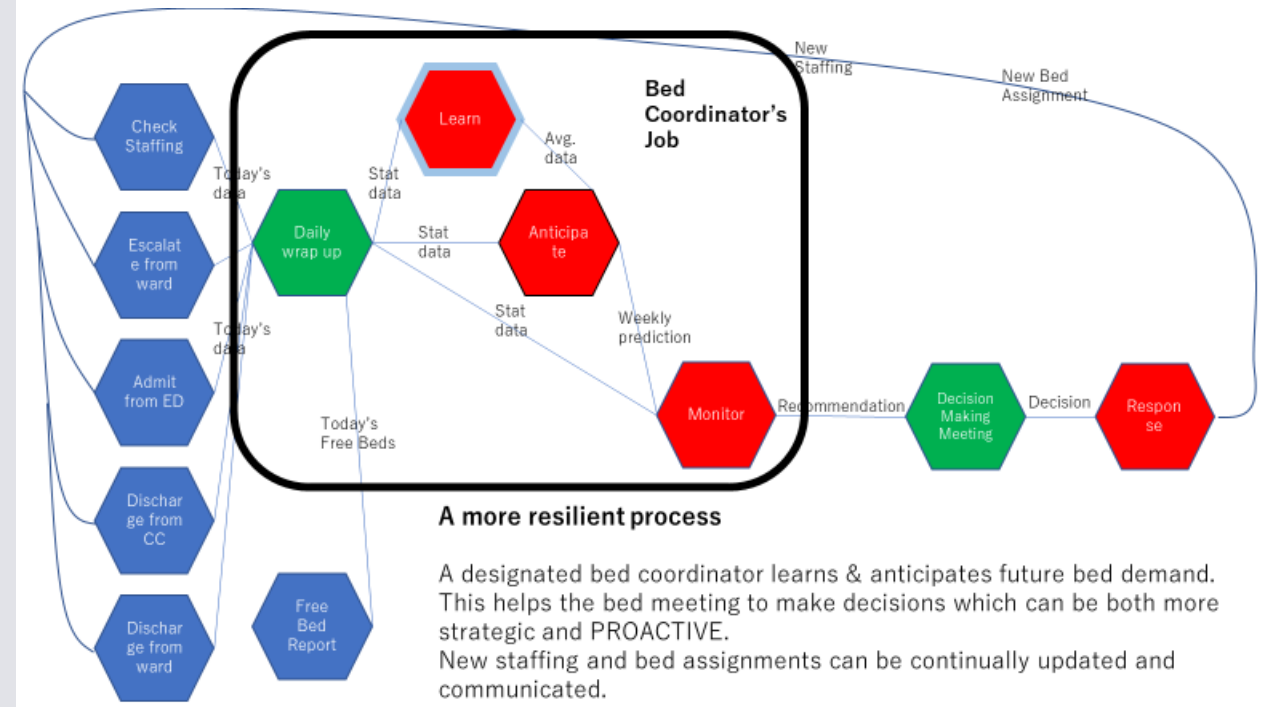 New
Staffing
New Bed
Assignment
Check
Staffing
Today's
data
Learn
Bed
Coordinator's
Job
Avg.
data
Stat
data
Escalat
e from
ward
Daily
wrap up
Stat
data
Anticipa
te
Today's
data
Stat
data
Weekly
prediction
Admit
from ED
Monitor
Recommendation
Decision
Making
Meeting
Decision
Respon
se
Today's
Free Beds
Dischar
ge from
CC
Free
Bed
Report
Dischar
ge from
ward
A more resilient process
A designated bed coordinator learns & anticipates future bed demand.
This helps the bed meeting to make decisions which can be both more
strategic and PROACTIVE.
New staffing and bed assignments can be continually updated and
communicated.